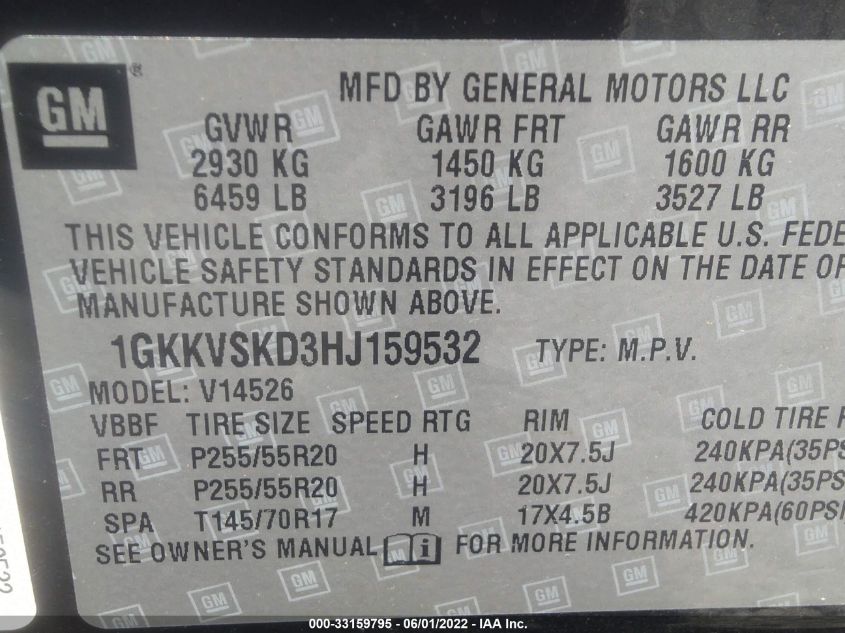 GM
MFD BY GENERAL MOTORS LLC
GVWR GAWR FRT GAWR RR
2930 KG 1450 KG 1600 KG
6459 LB 3196 LB 3527 LB
THIS VEHICLE CONFORMS TO ALL APPLICABLE U.S. FEDE
VEHICLE SAFETY STANDARDS IN EFFECT ON THE DATE OF
MANUFACTURE SHOWN ABOVE.
1GKKVSKD3HJ159532 TYPE: M.P.V.
MODEL: V14526
VBBF TIRE SIZE SPEED RTG RIM COLD TIRE
FRT P255/55R20 H 20X7.5J 240KPA(35PS
RR P255/55R20 H 20X7.5J 240KPA(35PS
SPA T145/70R17 M 17X4.5B 420KPA(60PSI
SEE OWNER'S MANUAL i FOR MORE INFORMATION.
000-33159795 - 06/01/2022 - IAA Inc.